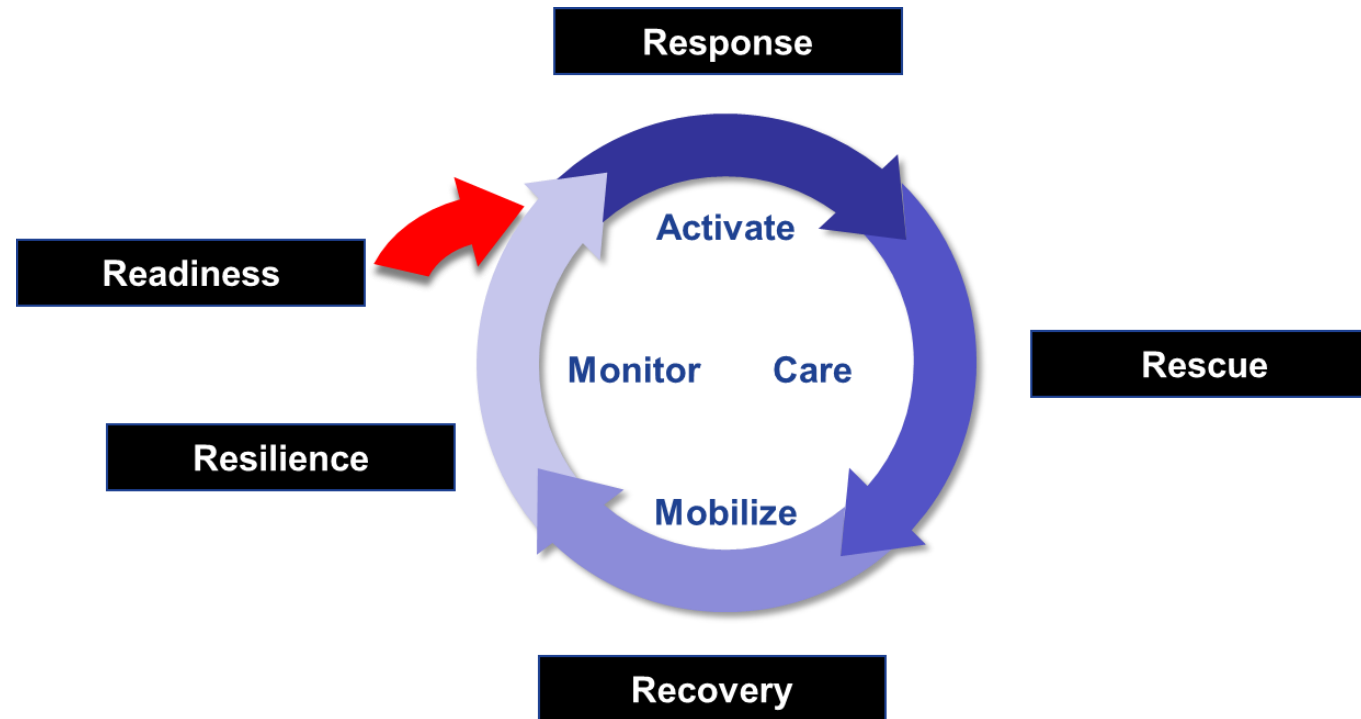 Response
Activate
Readiness
Monitor
Care
Rescue
Resilience
Mobilize
Recovery